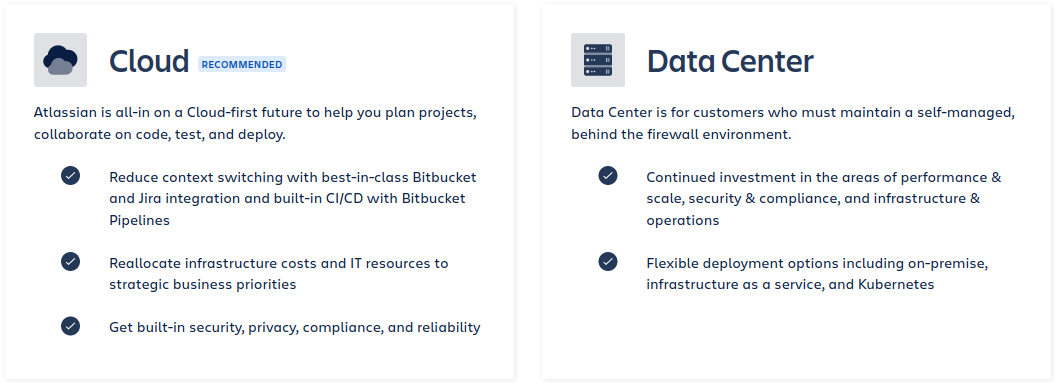 Cloud RECOMMENDED
Atlassian is all-in on a Cloud-first future to help you plan projects,
collaborate on code, test, and deploy.
Reduce context switching with best-in-class Bitbucket
and Jira integration and built-in CI/CD with Bitbucket
Pipelines
Reallocate infrastructure costs and IT resources to
strategic business priorities
Get built-in security, privacy, compliance, and reliability
Data Center
Data Center is for customers who must maintain a self-managed,
behind the firewall environment.
Continued investment in the areas of performance &
scale, security & compliance, and infrastructure &
operations
Flexible deployment options including on-premise,
infrastructure as a service, and Kubernetes